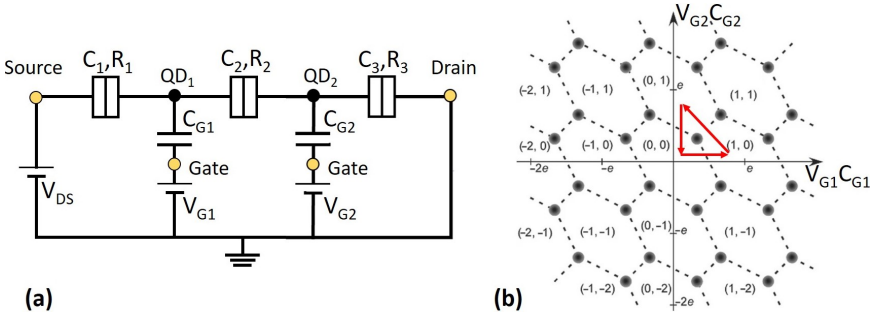 C1,R1
C2,R2
C3,R3
Source
QD1
QD2
Drain
CG1
CG2
Gate
Gate
VDS
VG1
VG2
(a)
VG2CG2
(0, 1)
e
(-2, 1)
(-1, 1)
(1, 1)
(-2, 0)
(-1, 0)
(0, 0)
(1, 0)
-2e
-e
e
VG1CG1
(-2, -1)
(-1, -1)
(0, -1)
-e
(1, -1)
(-1, -2)
(0, -2)
(1, -2)
-2e
(b)